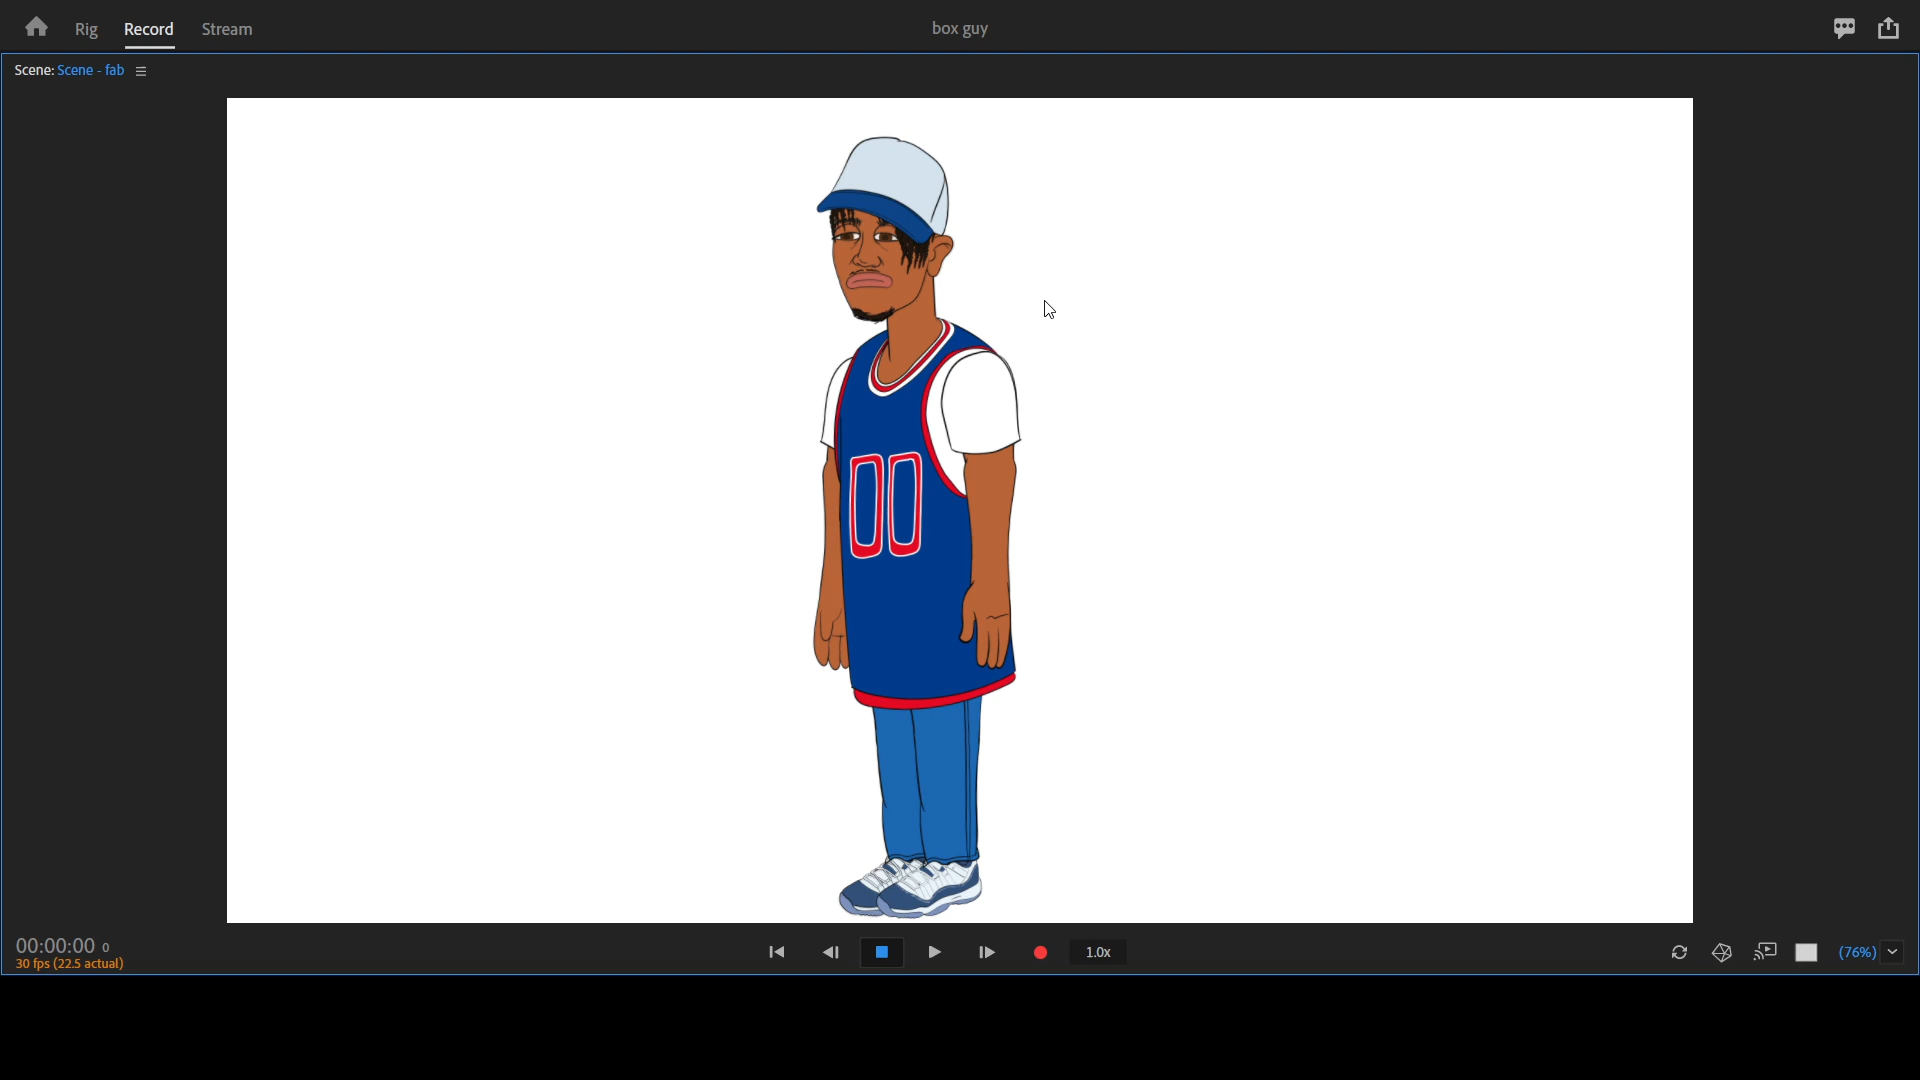 Rig
Record
Stream
box guy
Scene: Scene - fab
00
00:00:00 0
30 fps (22.5 actual)
1.0x
(76%)